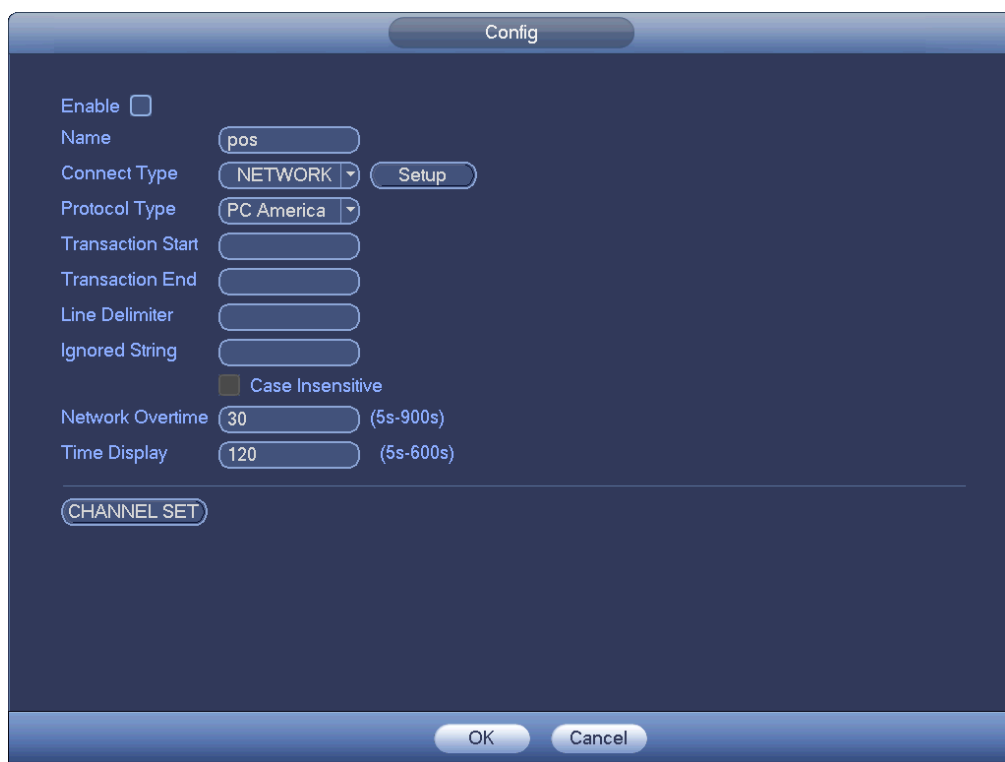 Config
Enable
Name pos
Connect Type NETWORK Setup
Protocol Type PC America
Transaction Start
Transaction End
Line Delimiter
Ignored String
Case Insensitive
Network Overtime 30 (5s-900s)
Time Display 120 (5s-600s)
CHANNEL SET
OK Cancel